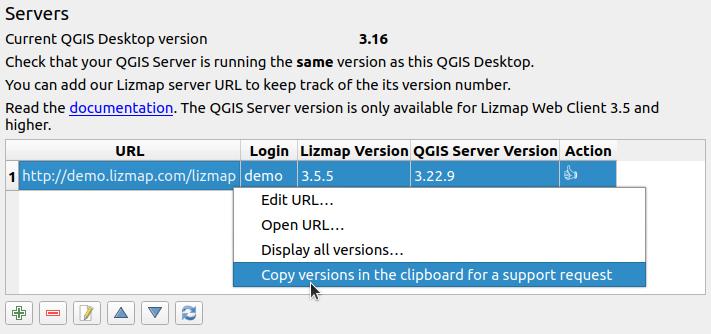 Servers
Current QGIS Desktop version 3.16
Check that your QGIS Server is running the same version as this QGIS Desktop.
You can add our Lizmap server URL to keep track of the its version number.
Read the documentation. The QGIS Server version is only available for Lizmap Web Client 3.5 and
higher.
URL Login Lizmap Version QGIS Server Version Action
1 http://demo.lizmap.com/lizmap demo 3.5.5 3.22.9 👍
Edit URL...
Open URL...
Display all versions...
Copy versions in the clipboard for a support request